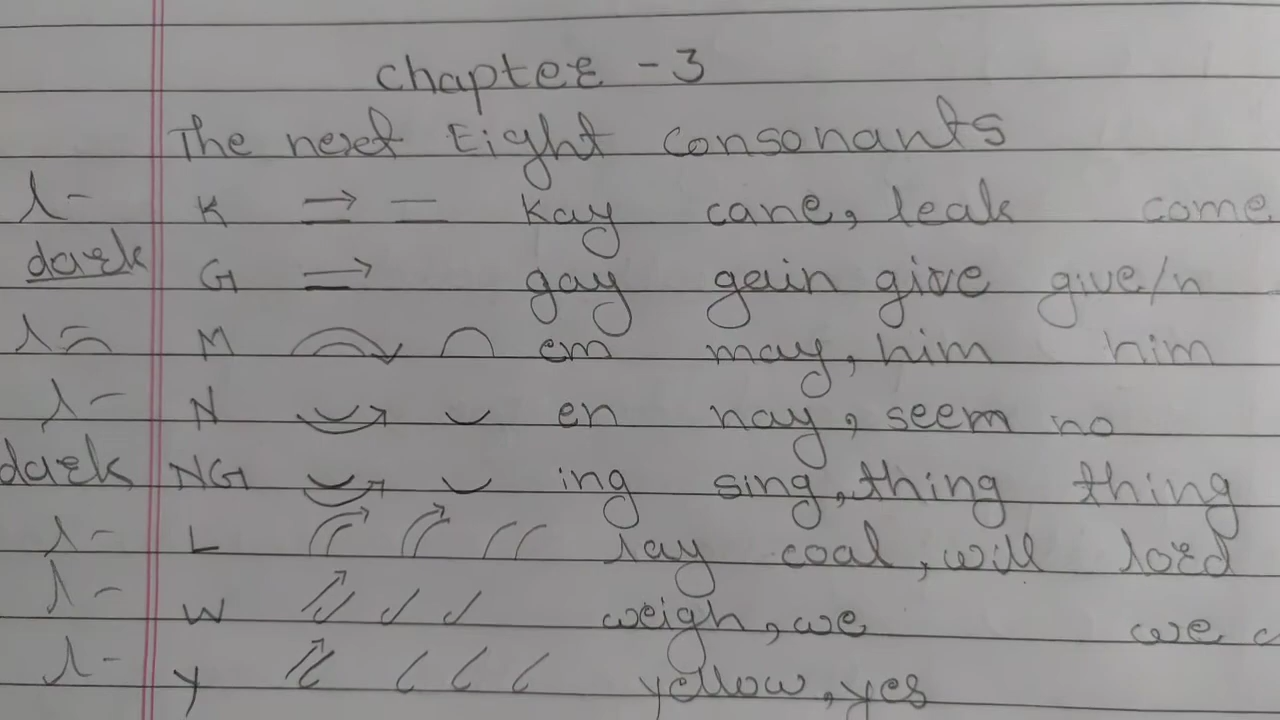 Chapter - 3
The next Eight Consonants
K kay cane, leak come
dark G gay gain give give/n
M em may, him him
N en nay, seem no
dark NG ing sing, thing thing
L lay coal, will lord
W weigh, we we
Y yellow, yes